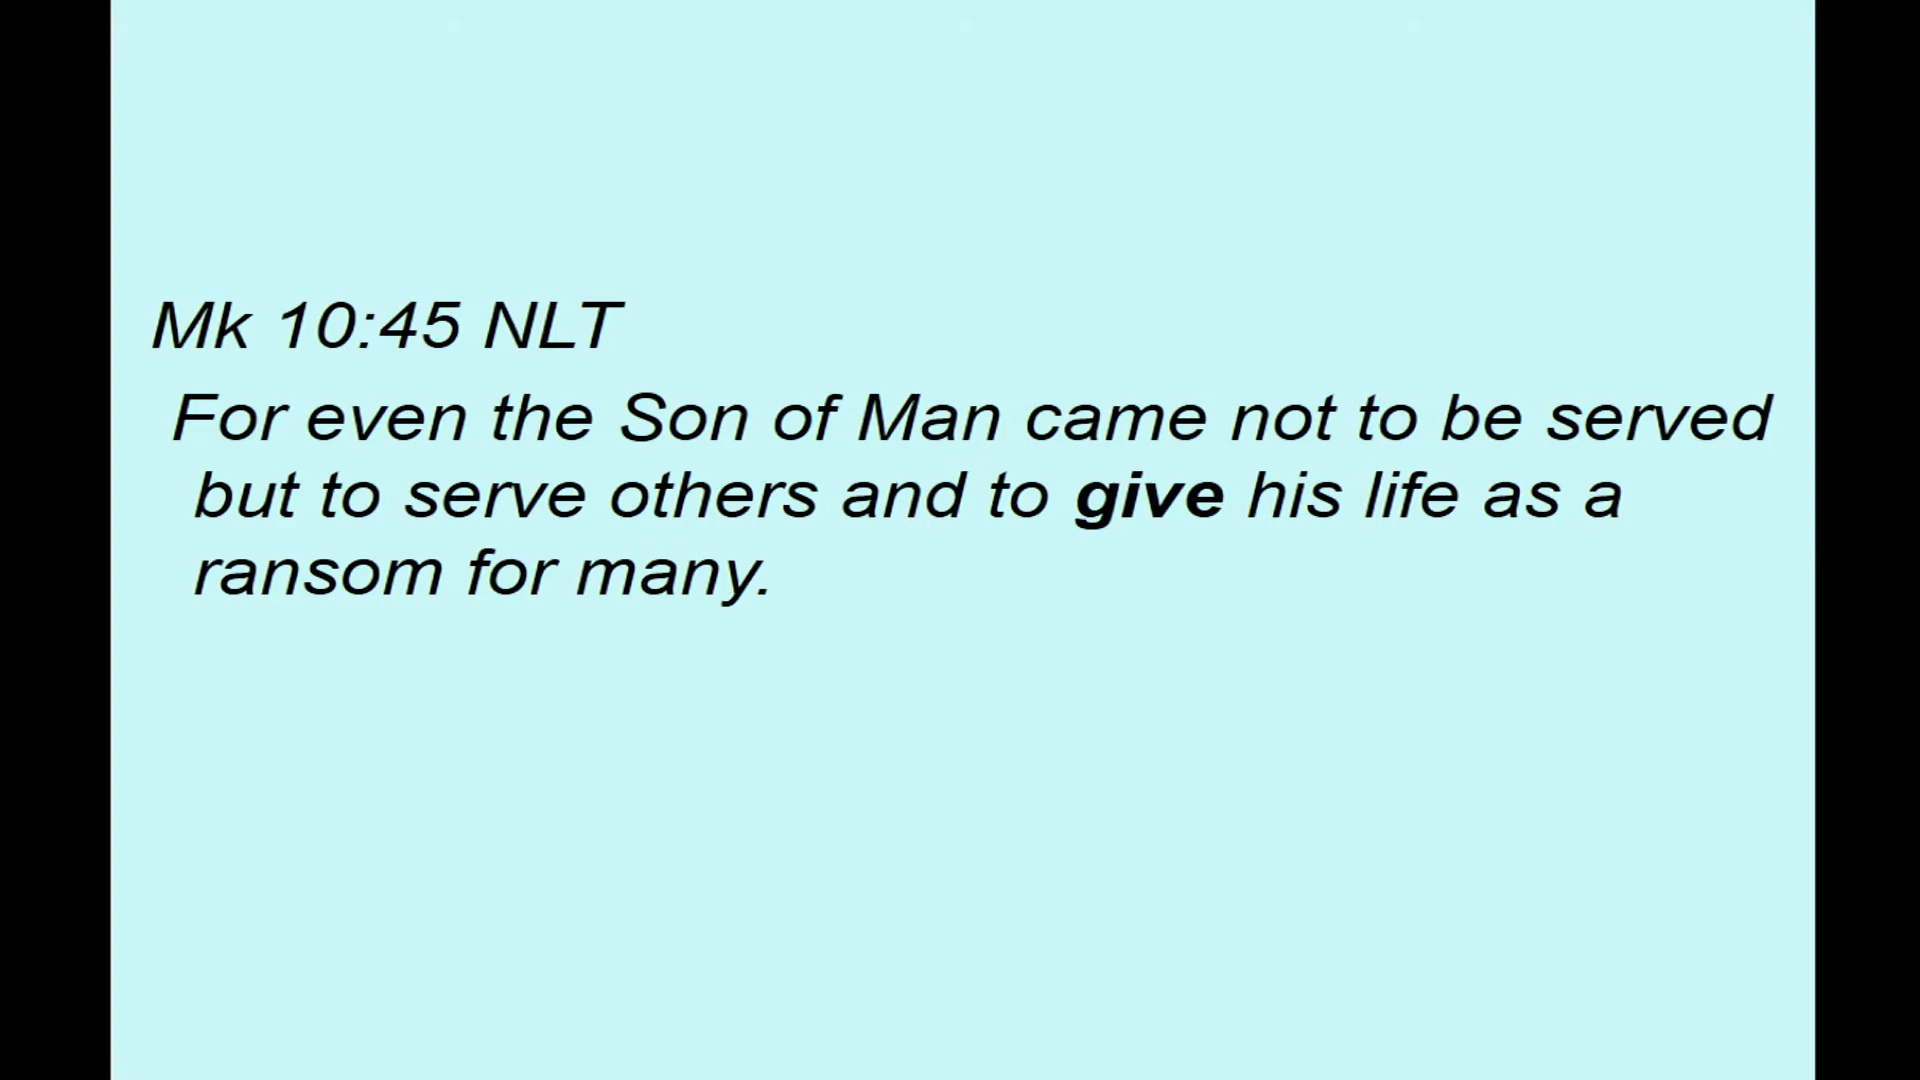 Mk 10:45 NLT
For even the Son of Man came not to be served
but to serve others and to give his life as a
ransom for many.